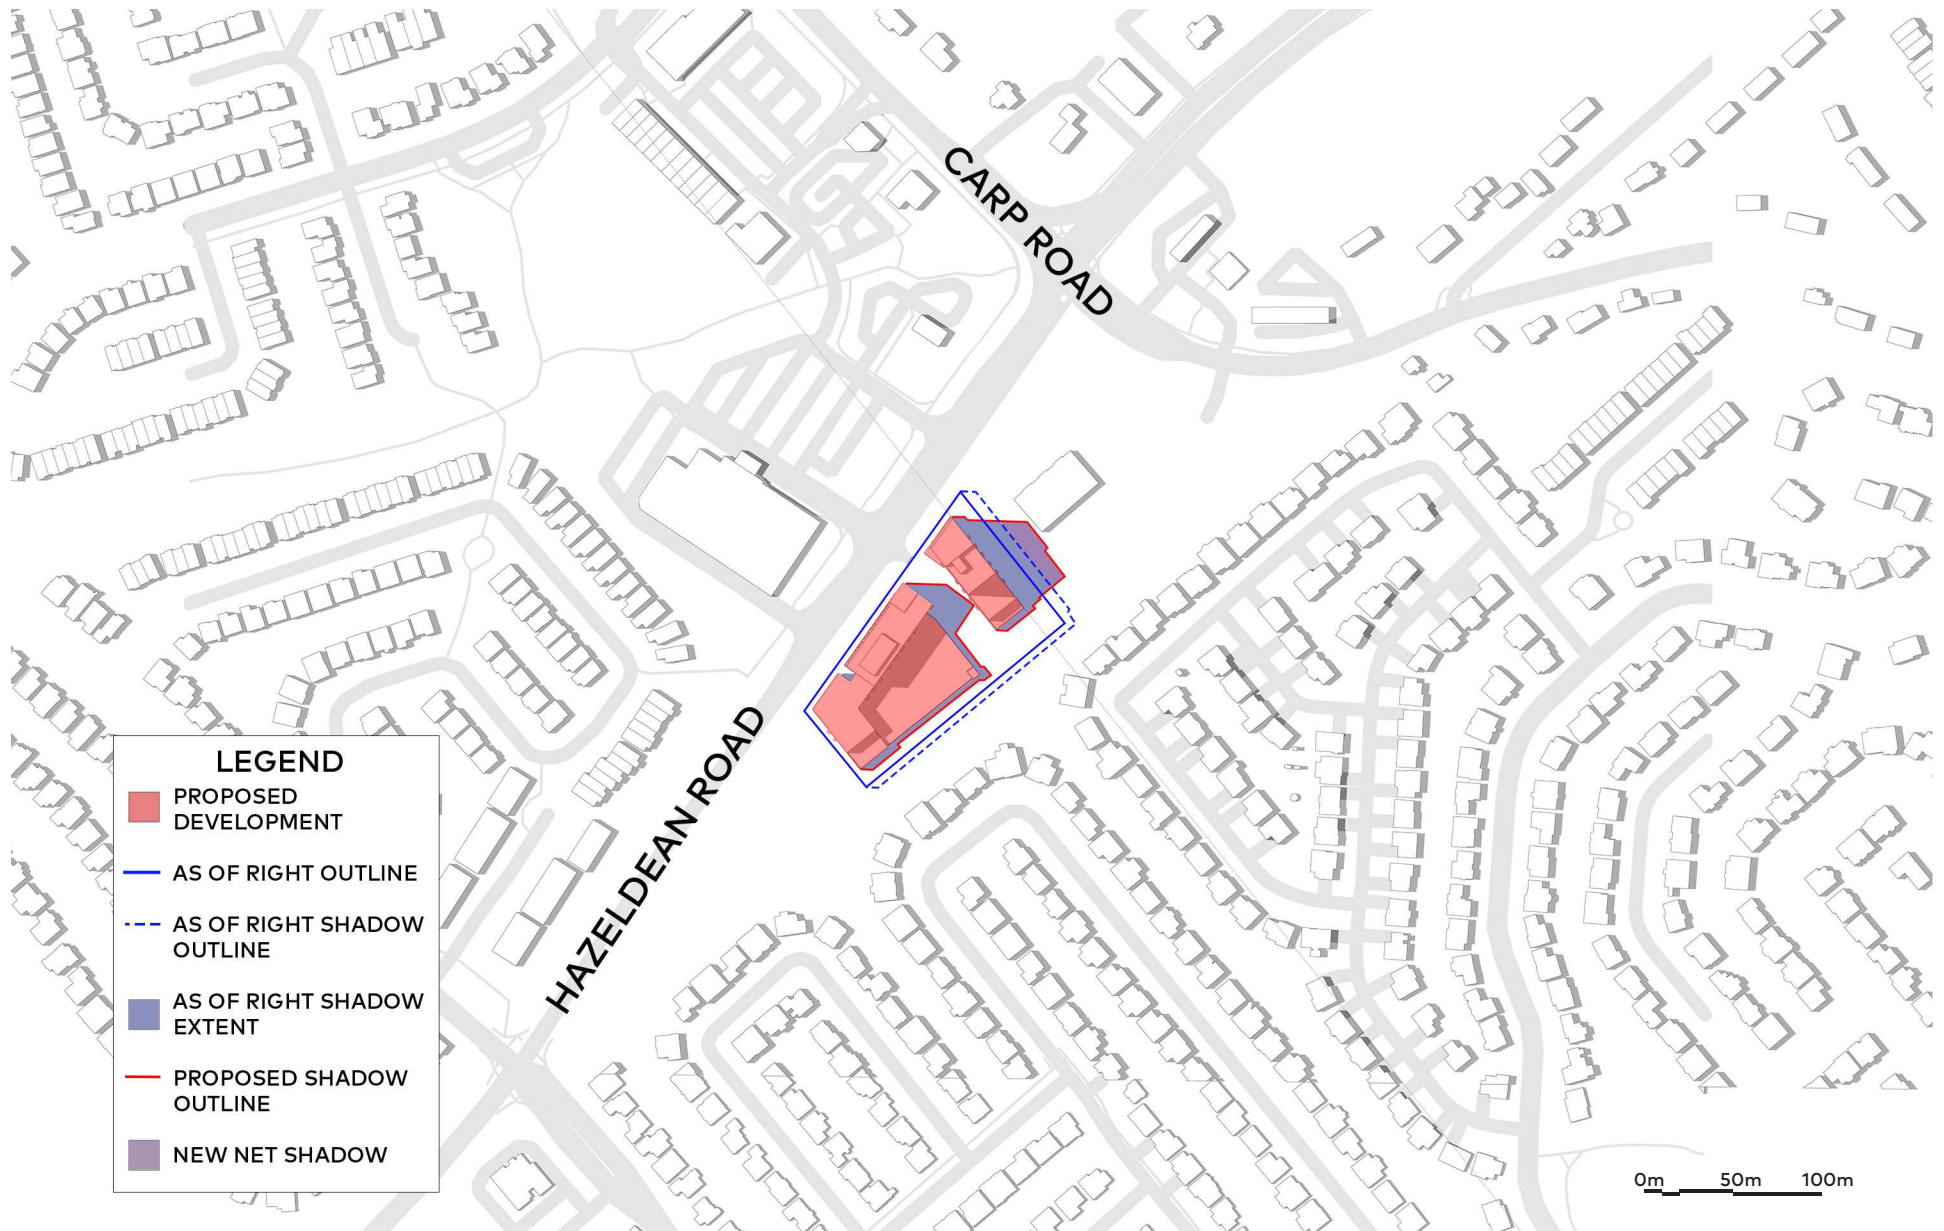 CARP ROAD
HAZELDEAN ROAD
LEGEND
PROPOSED
DEVELOPMENT
AS OF RIGHT OUTLINE
AS OF RIGHT SHADOW
OUTLINE
AS OF RIGHT SHADOW
EXTENT
PROPOSED SHADOW
OUTLINE
NEW NET SHADOW
0m 50m 100m